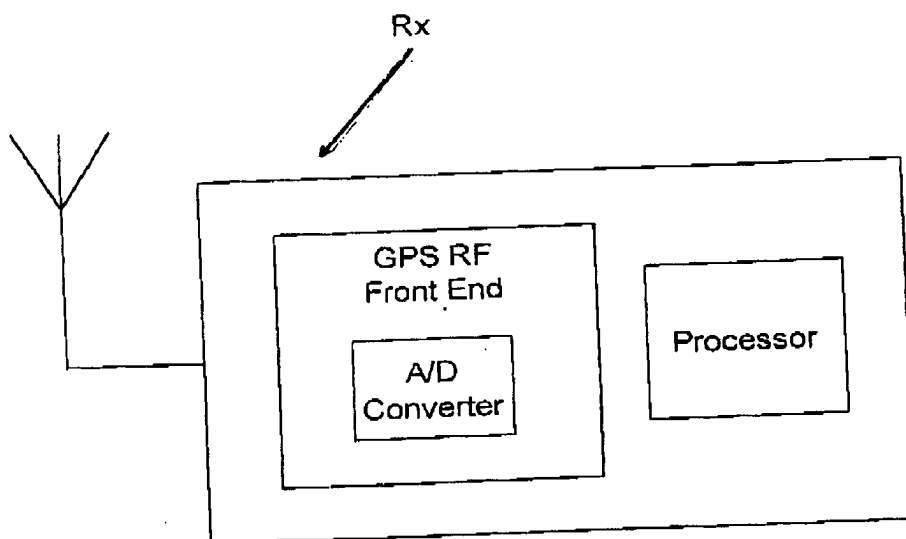 Rx
GPS RF
Front End
A/D
Converter
Processor